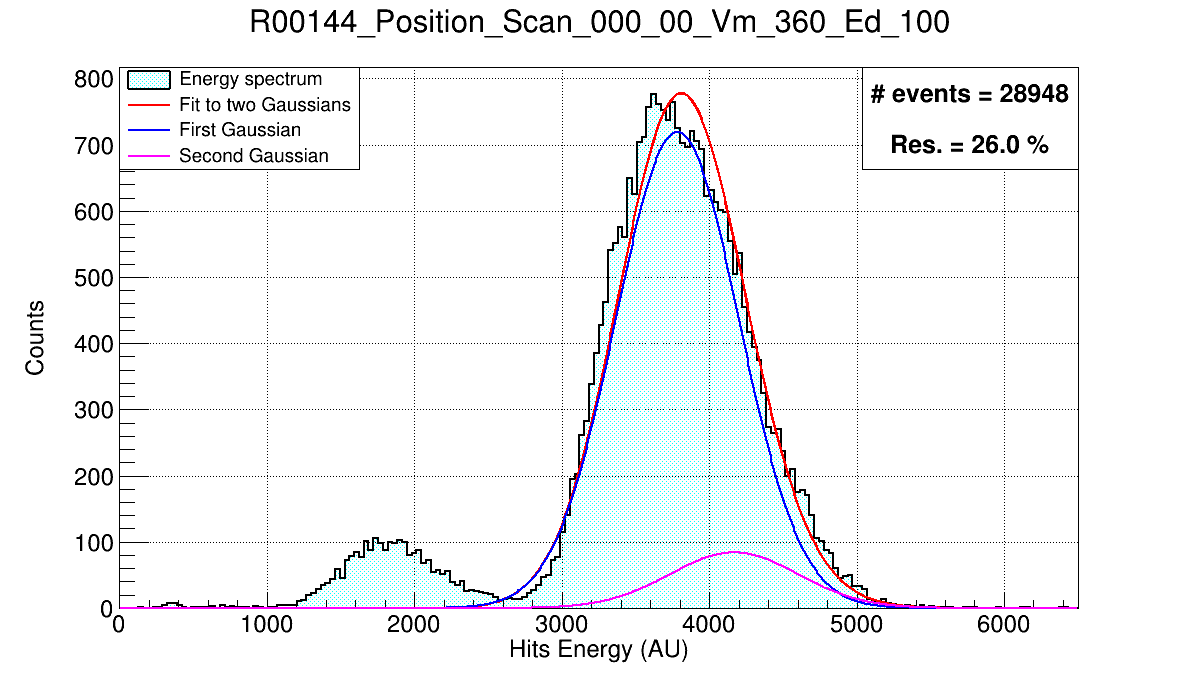 R00144_Position_Scan_000_00_Vm_360_Ed_100
Energy spectrum
Fit to two Gaussians
First Gaussian
Second Gaussian
# events = 28948
Res. = 26.0 %
800
700
600
500
400
300
200
100
0
Counts
0 1000 2000 3000 4000 5000 6000
Hits Energy (AU)